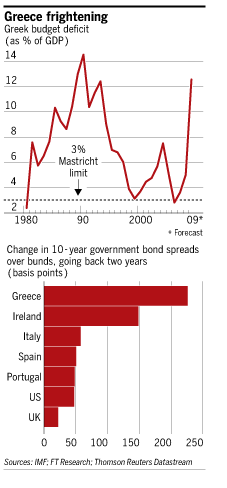 Greece frightening
Greek budget deficit
(as % of GDP)
14
12
10
8
6
4
2
3%
Mastricht
limit
1980
90
2000
09*
* Forecast
Change in 10-year government bond spreads
over bunds, going back two years
(basis points)
Greece
Ireland
Italy
Spain
Portugal
US
UK
0
50
100
150
200
250
Sources: IMF; FT Research; Thomson Reuters Datastream